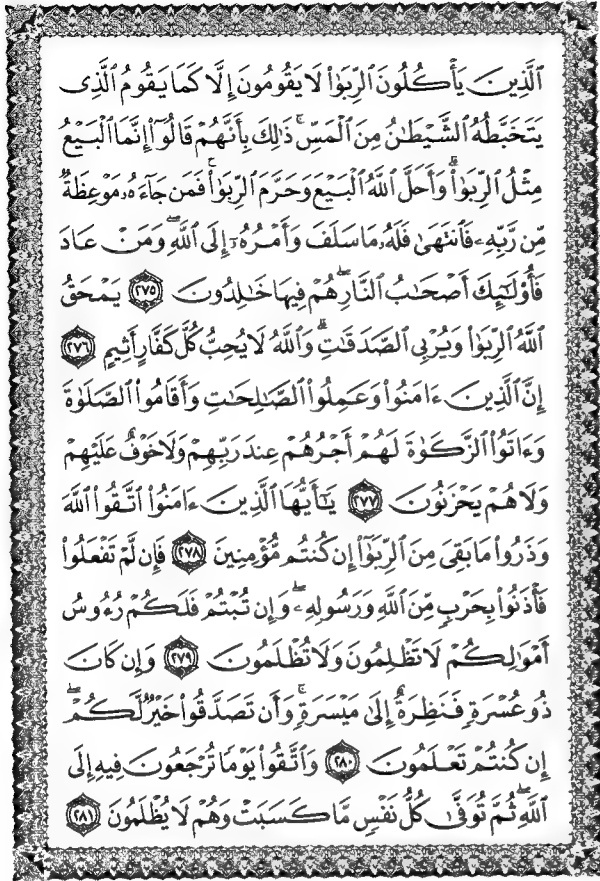 ٱلَّذِينَ يَأْكُلُونَ ٱلرِّبَوٰا۟ لَا يَقُومُونَ إِلَّا كَمَا يَقُومُ ٱلَّذِى
يَتَخَبَّطُهُ ٱلشَّيْطَٰنُ مِنَ ٱلْمَسِّ ۚ ذَٰلِكَ بِأَنَّهُمْ قَالُوٓا۟ إِنَّمَا ٱلْبَيْعُ
مِثْلُ ٱلرِّبَوٰا۟ ۗ وَأَحَلَّ ٱللَّهُ ٱلْبَيْعَ وَحَرَّمَ ٱلرِّبَوٰا۟ ۚ فَمَن جَآءَهُۥ مَوْعِظَةٌ
مِّن رَّبِّهِۦ فَٱنتَهَىٰ فَلَهُۥ مَا سَلَفَ وَأَمْرُهُۥٓ إِلَى ٱللَّهِ ۖ وَمَنْ عَادَ
فَأُو۟لَٰٓئِكَ أَصْحَٰبُ ٱلنَّارِ ۖ هُمْ فِيهَا خَٰلِدُونَ ٢٧٥ يَمْحَقُ
ٱللَّهُ ٱلرِّبَوٰا۟ وَيُرْبِى ٱلصَّدَقَٰتِ ۗ وَٱللَّهُ لَا يُحِبُّ كُلَّ كَفَّارٍ أَثِيمٍ ٢٧٦
إِنَّ ٱلَّذِينَ ءَامَنُوا۟ وَعَمِلُوا۟ ٱلصَّٰلِحَٰتِ وَأَقَامُوا۟ ٱلصَّلَوٰةَ
وَءَاتَوُا۟ ٱلزَّكَوٰةَ لَهُمْ أَجْرُهُمْ عِندَ رَبِّهِمْ وَلَا خَوْفٌ عَلَيْهِمْ
وَلَا هُمْ يَحْزَنُونَ ٢٧٧ يَٰٓأَيُّهَا ٱلَّذِينَ ءَامَنُوا۟ ٱتَّقُوا۟ ٱللَّهَ
وَذَرُوا۟ مَا بَقِىَ مِنَ ٱلرِّبَوٰٓا۟ إِن كُنتُم مُّؤْمِنِينَ ٢٧٨ فَإِن لَّمْ تَفْعَلُوا۟
فَأْذَنُوا۟ بِحَرْبٍ مِّنَ ٱللَّهِ وَرَسُولِهِۦ ۖ وَإِن تُبْتُمْ فَلَكُمْ رُءُوسُ
أَمْوَٰلِكُمْ لَا تَظْلِمُونَ وَلَا تُظْلَمُونَ ٢٧٩ وَإِن كَانَ
ذُو عُسْرَةٍ فَنَظِرَةٌ إِلَىٰ مَيْسَرَةٍ ۚ وَأَن تَصَدَّقُوا۟ خَيْرٌ لَّكُمْ ۖ
إِن كُنتُمْ تَعْلَمُونَ ٢٨٠ وَٱتَّقُوا۟ يَوْمًا تُرْجَعُونَ فِيهِ إِلَى
ٱللَّهِ ۖ ثُمَّ تُوَفَّىٰ كُلُّ نَفْسٍ مَّا كَسَبَتْ وَهُمْ لَا يُظْلَمُونَ ٢٨١